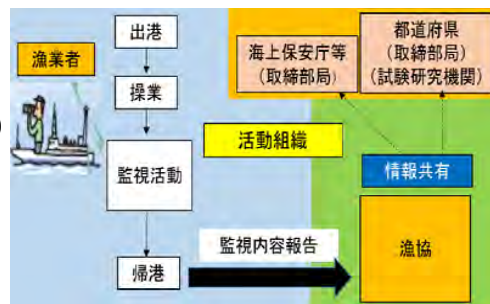 出港
漁業者
操業
監視活動
帰港
活動組織
監視内容報告
海上保安庁等
（取締部局）
都道府県
（取締部局）
（試験研究機関）
情報共有
漁協